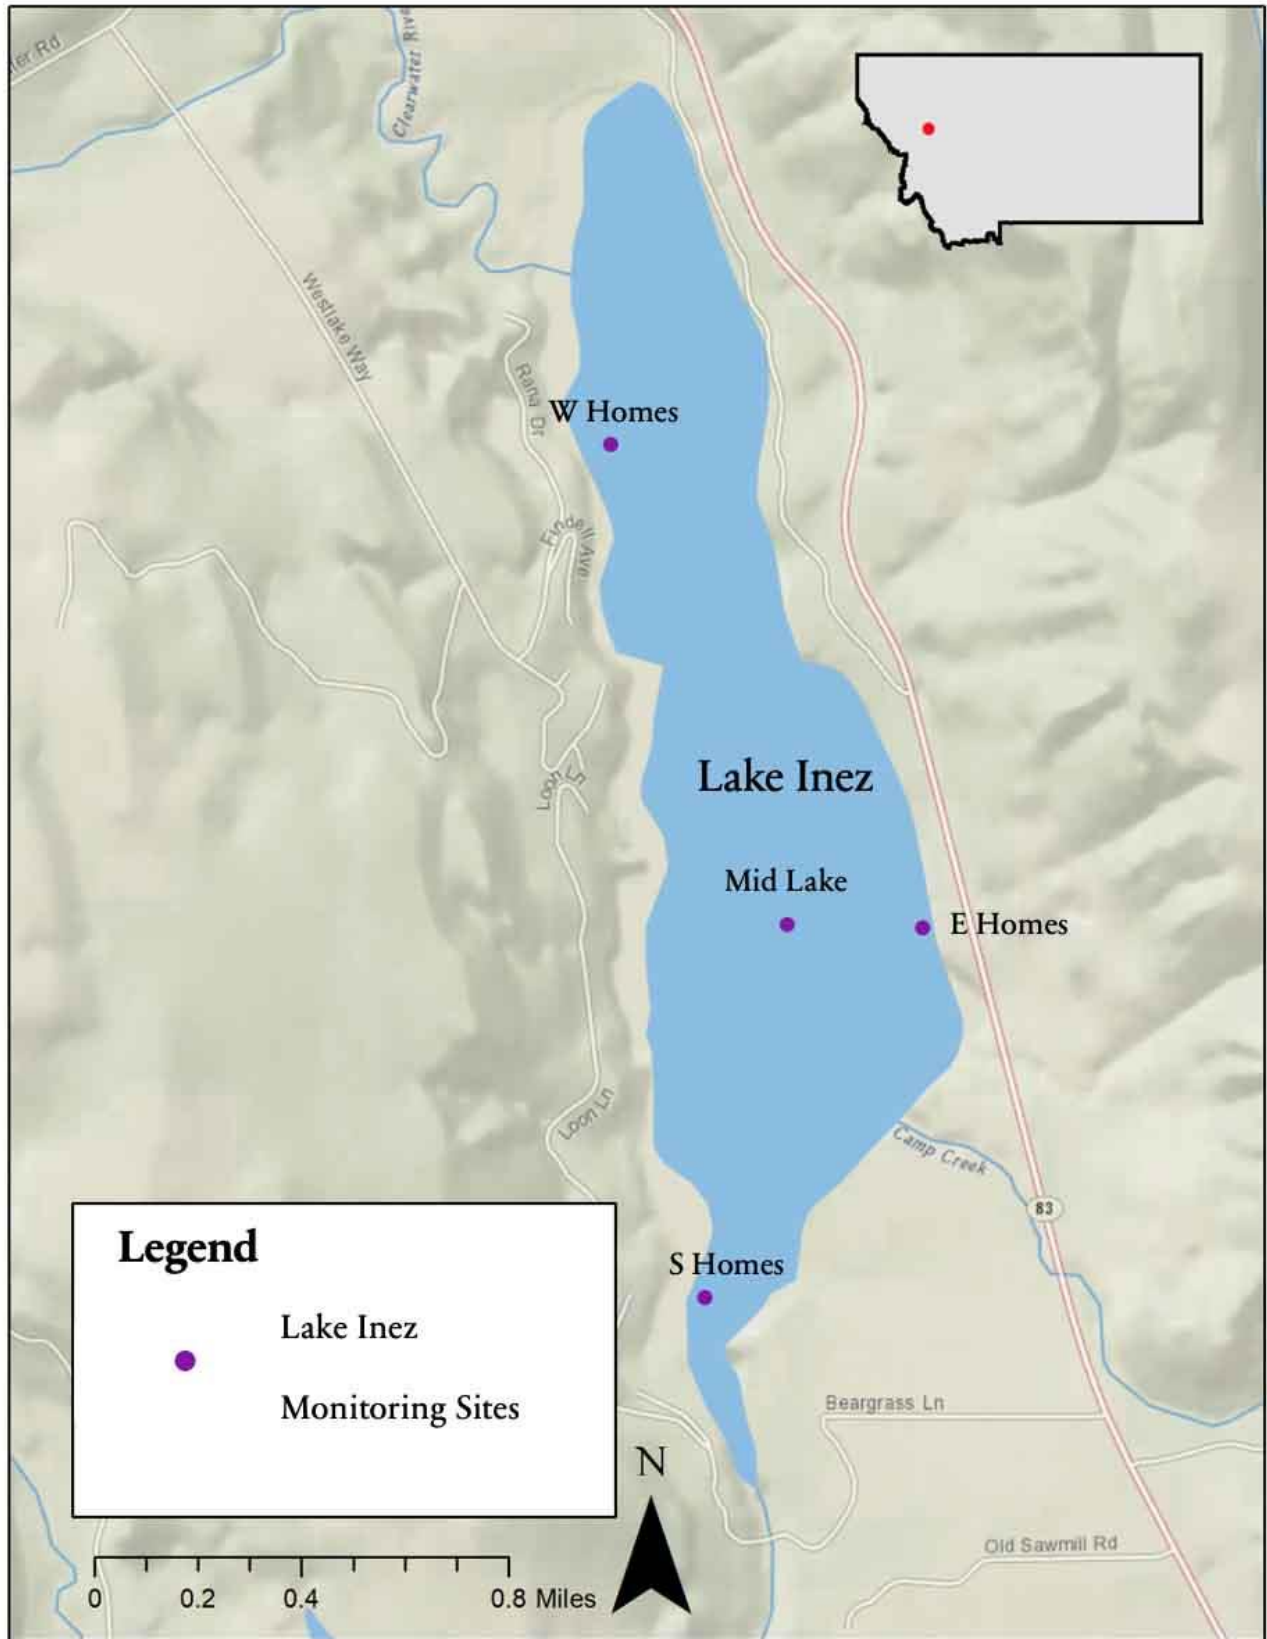 Clearwater Rive
Westlake Way
Rana Dr
W Homes
Findell Ave
Lake Inez
Loon Ln
Mid Lake
E Homes
Loon Ln
Camp Creek
83
S Homes
Legend
Lake Inez
Monitoring Sites
Beargrass Ln
N
Old Sawmill Rd
0 0.2 0.4 0.8 Miles